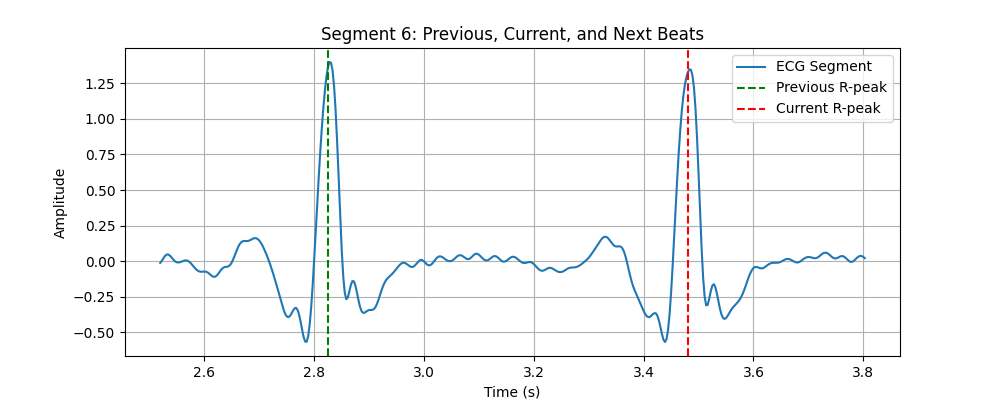 Segment 6: Previous, Current, and Next Beats
ECG Segment
Previous R-peak
Current R-peak
Amplitude
1.25
1.00
0.75
0.50
0.25
0.00
−0.25
−0.50
2.6 2.8 3.0 3.2 3.4 3.6 3.8
Time (s)